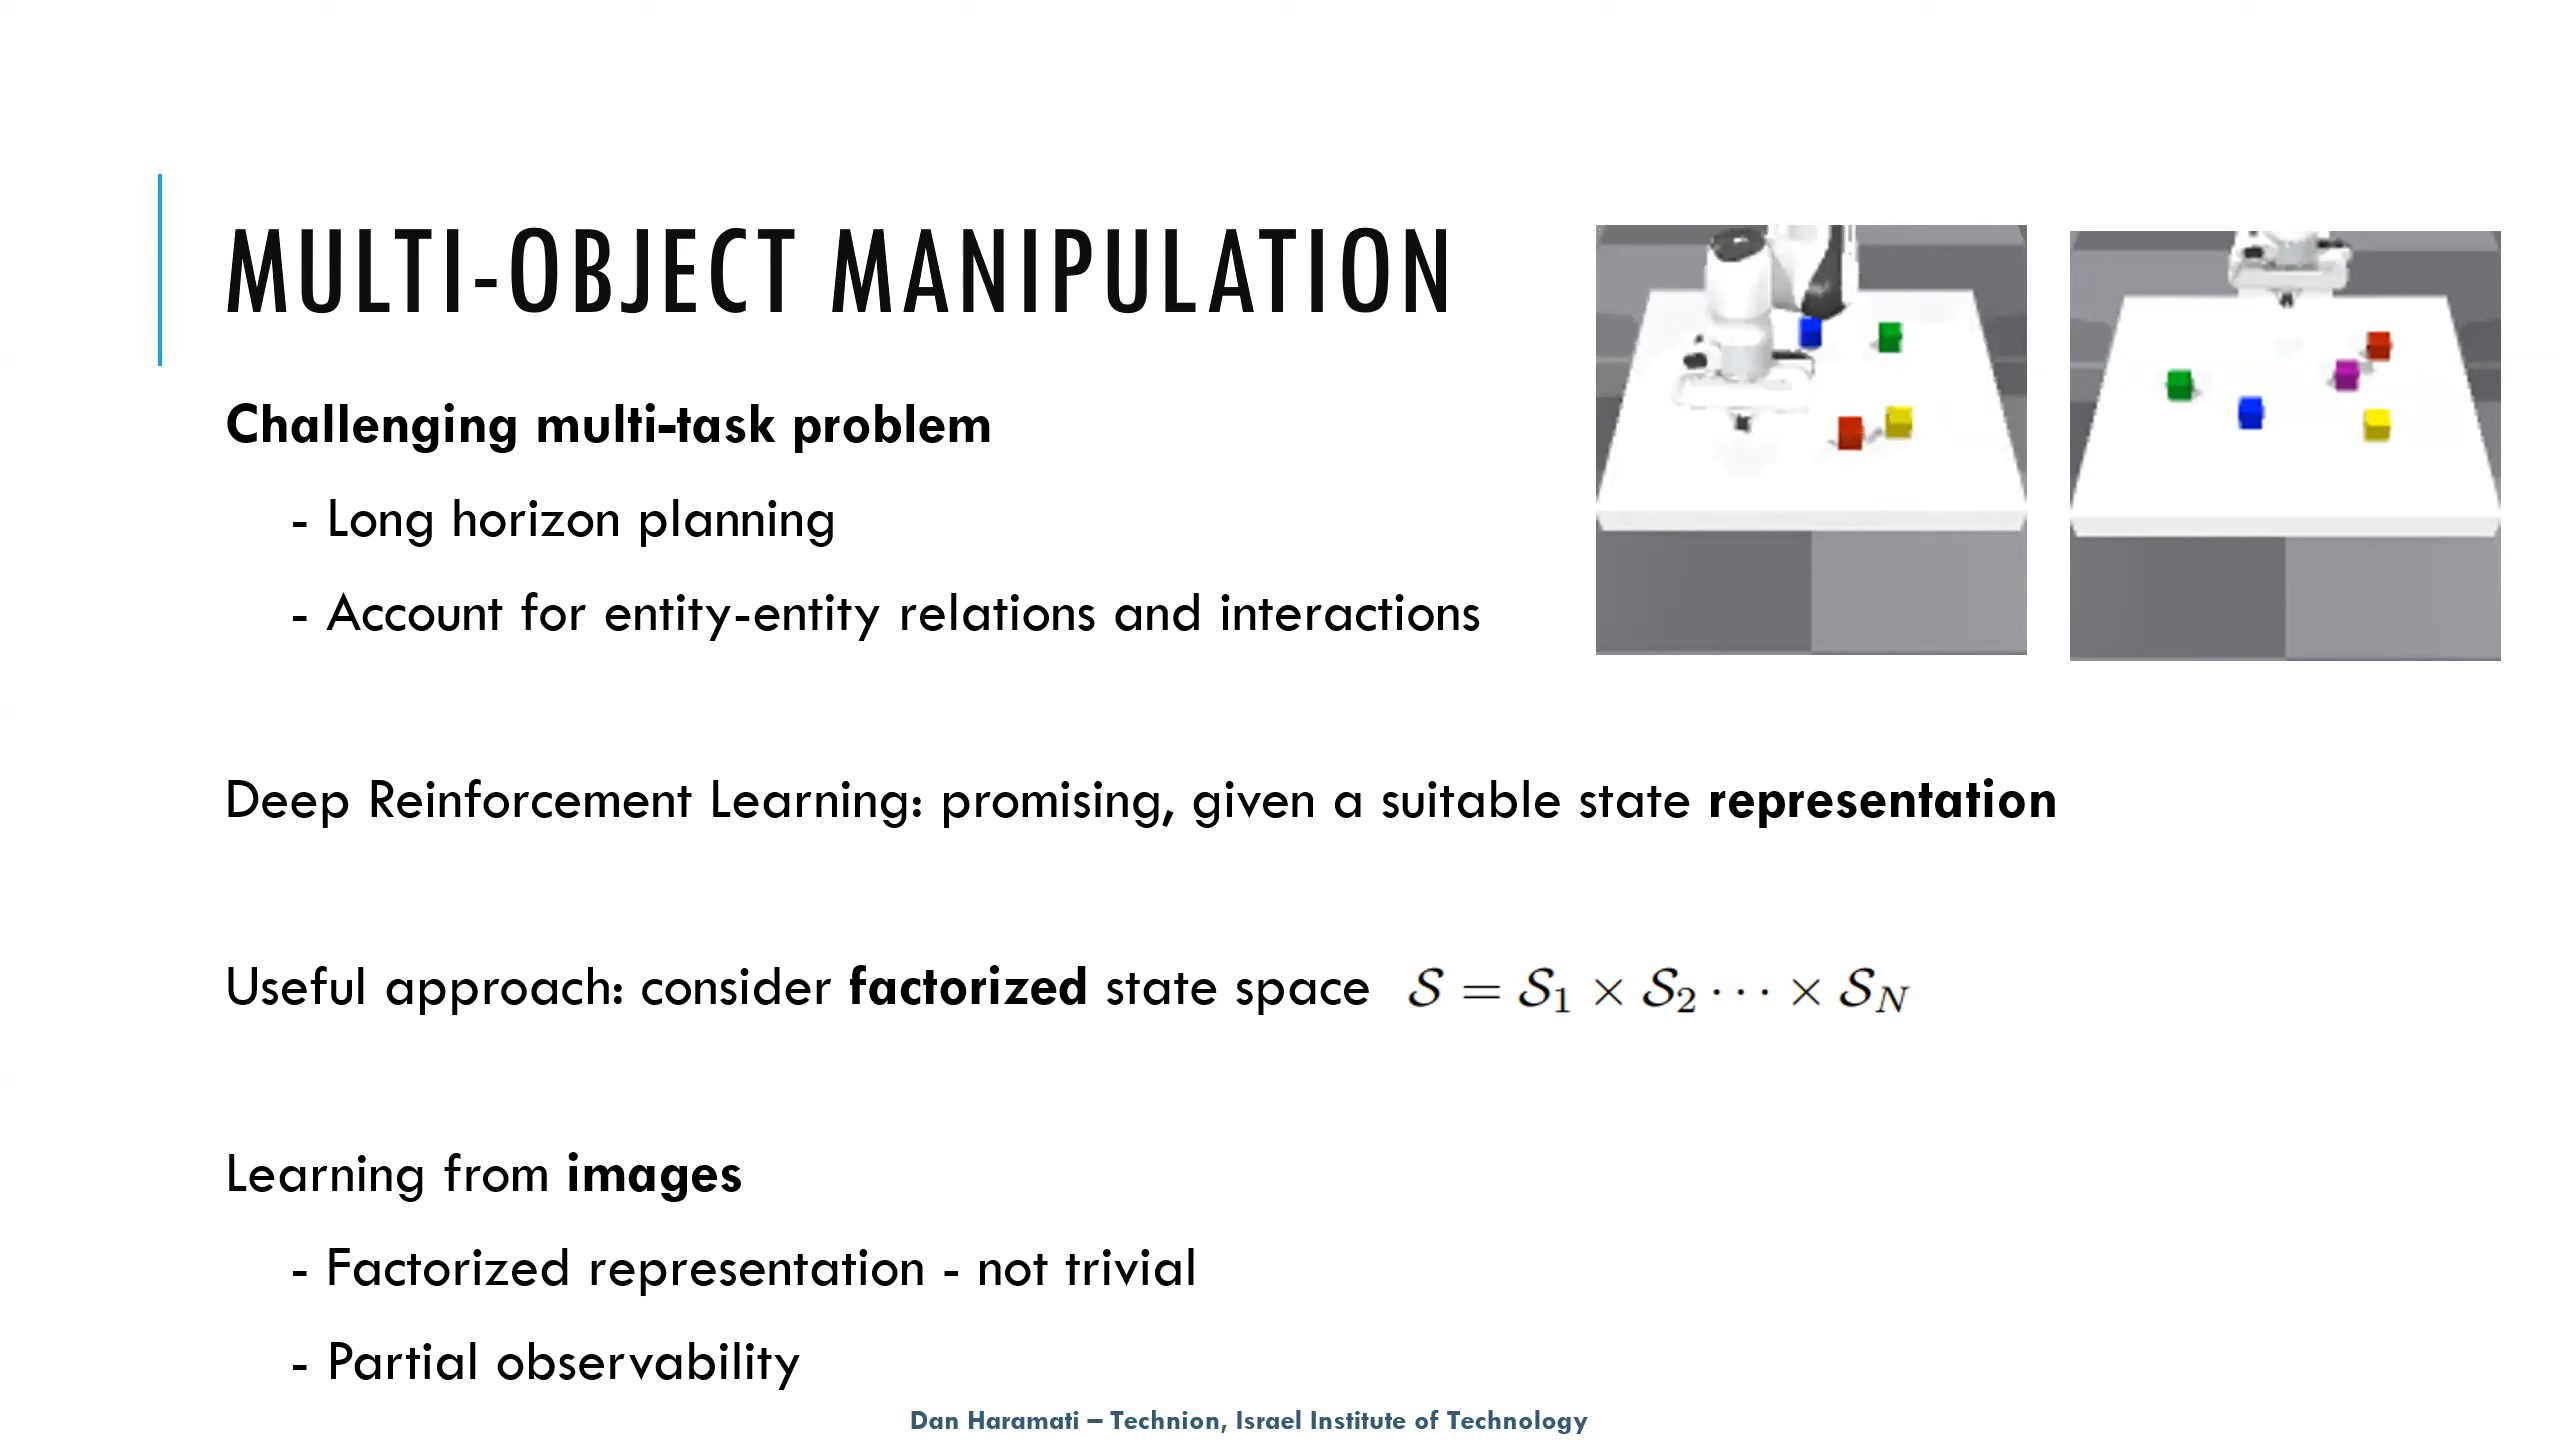 MULTI-OBJECT MANIPULATION
Challenging multi-task problem
- Long horizon planning
- Account for entity-entity relations and interactions
Deep Reinforcement Learning: promising, given a suitable state representation
Useful approach: consider factorized state space 𝒮 = 𝒮₁ × 𝒮₂ ⋯ × 𝒮_N
Learning from images
- Factorized representation - not trivial
- Partial observability
Dan Haramati – Technion, Israel Institute of Technology